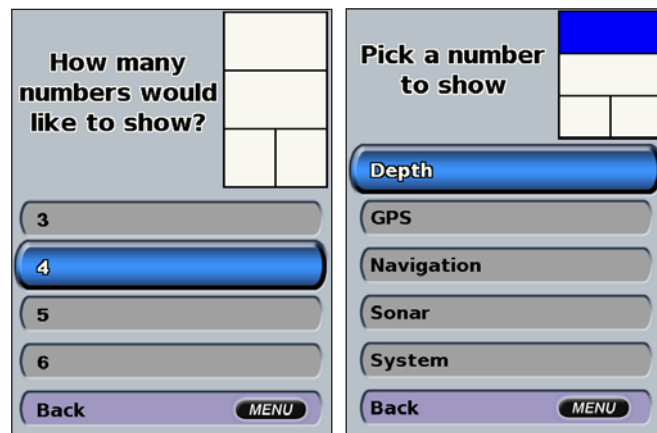 How many
numbers would
like to show?
3
4
5
6
Back MENU
Pick a number
to show
Depth
GPS
Navigation
Sonar
System
Back MENU